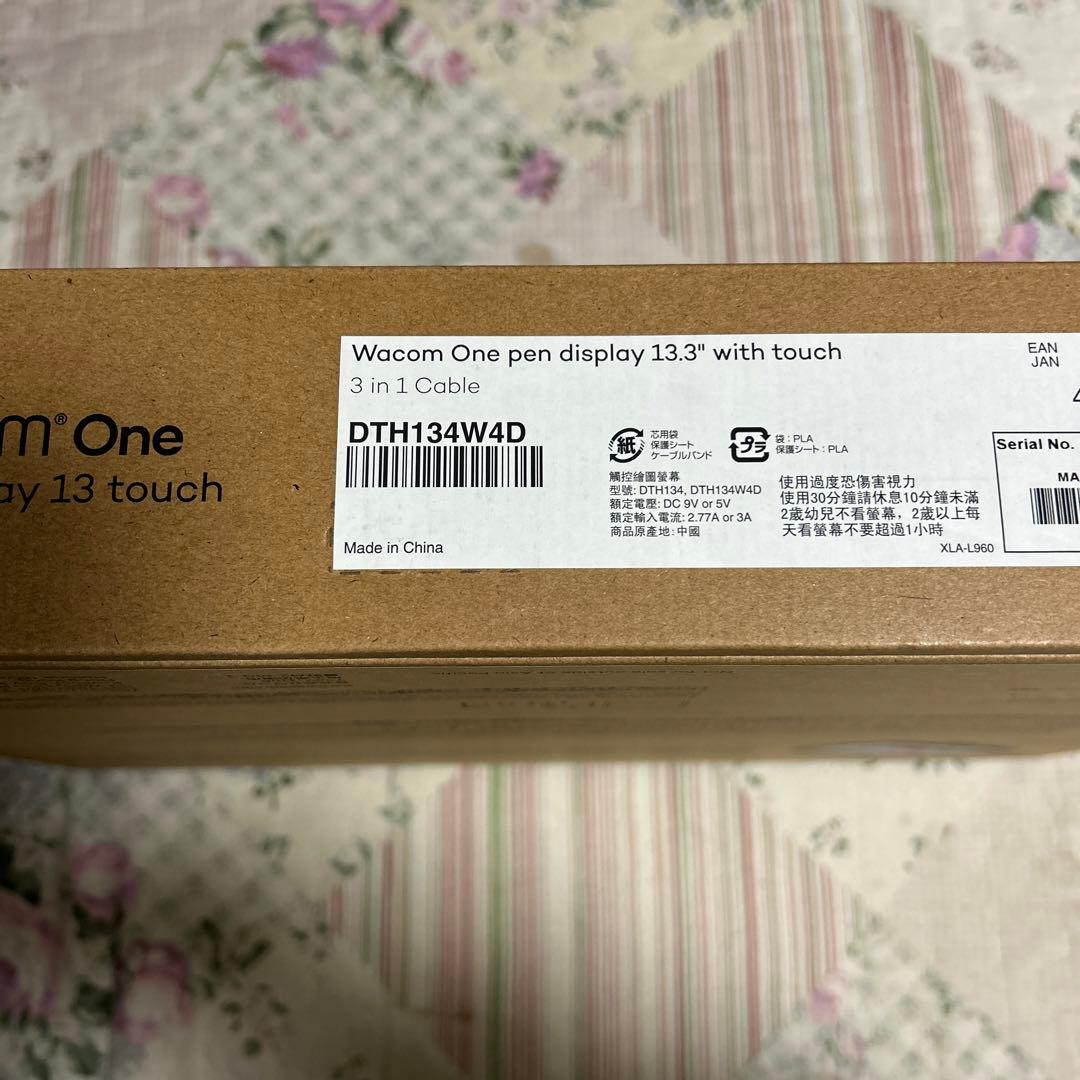 m® One
ay 13 touch
Wacom One pen display 13.3" with touch
3 in 1 Cable
DTH134W4D
Made in China
紙
芯用袋
保護シート
ケーブルバンド
プラ
袋 : PLA
保護シート : PLA
觸控繪圖螢幕
型號: DTH134, DTH134W4D
額定電壓: DC 9V or 5V
額定輸入電流: 2.77A or 3A
商品原產地: 中國
使用過度恐傷害視力
使用30分鐘請休息10分鐘未滿
2歲幼兒不看螢幕，2歲以上每
天看螢幕不要超過1小時
XLA-L960
EAN
JAN
Serial No.
MA